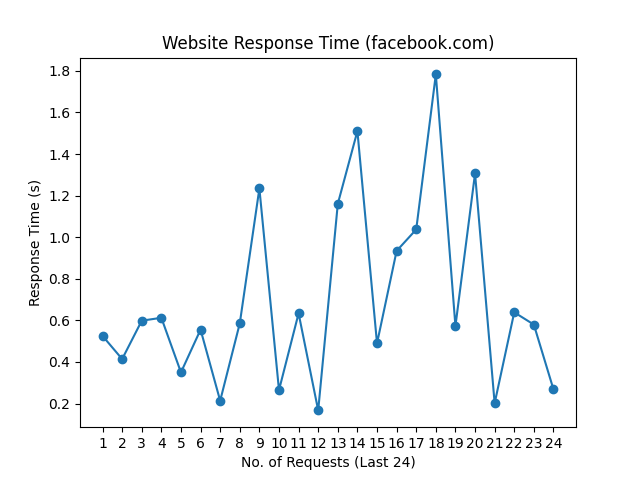 Website Response Time (facebook.com)
Response Time (s)
1.8
1.6
1.4
1.2
1.0
0.8
0.6
0.4
0.2
1 2 3 4 5 6 7 8 9 10 11 12 13 14 15 16 17 18 19 20 21 22 23 24
No. of Requests (Last 24)